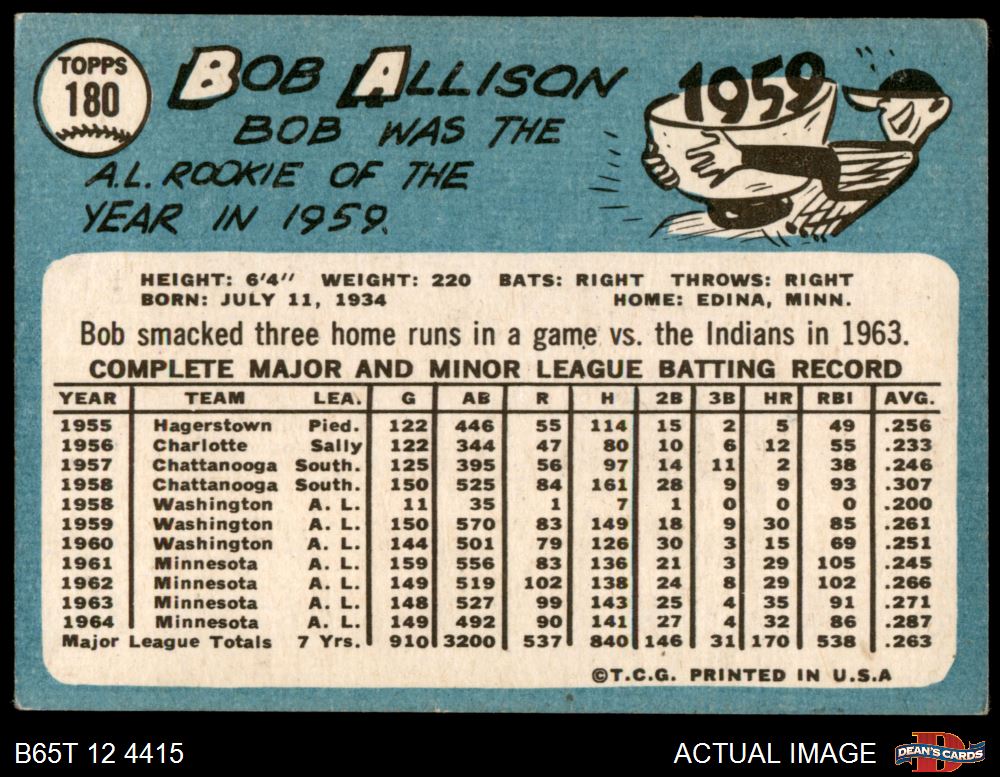 TOPPS
180
BOB ALLISON
BOB WAS THE
A.L. ROOKIE OF THE
YEAR IN 1959.
1959
HEIGHT: 6'4" WEIGHT: 220 BATS: RIGHT THROWS: RIGHT
BORN: JULY 11, 1934 HOME: EDINA, MINN.
Bob smacked three home runs in a game vs. the Indians in 1963.
COMPLETE MAJOR AND MINOR LEAGUE BATTING RECORD
YEAR TEAM LEA. G AB R H 2B 3B HR RBI AVG.
1955 Hagerstown Pied. 122 446 55 114 15 2 5 49 .256
1956 Charlotte Sally 122 344 47 80 10 6 12 55 .233
1957 Chattanooga South. 125 395 56 97 14 11 2 38 .246
1958 Chattanooga South. 150 525 84 161 28 9 9 93 .307
1958 Washington A. L. 11 35 1 7 1 0 0 0 .200
1959 Washington A. L. 150 570 83 149 18 9 30 85 .261
1960 Washington A. L. 144 501 79 126 30 3 15 69 .251
1961 Minnesota A. L. 159 556 83 136 21 3 29 105 .245
1962 Minnesota A. L. 149 519 102 138 24 8 29 102 .266
1963 Minnesota A. L. 148 527 99 143 25 4 35 91 .271
1964 Minnesota A. L. 149 492 90 141 27 4 32 86 .287
Major League Totals 7 Yrs. 910 3200 537 840 146 31 170 538 .263
©T.C.G. PRINTED IN U.S.A
B65T 12 4415 ACTUAL IMAGE
DEAN'S CARDS